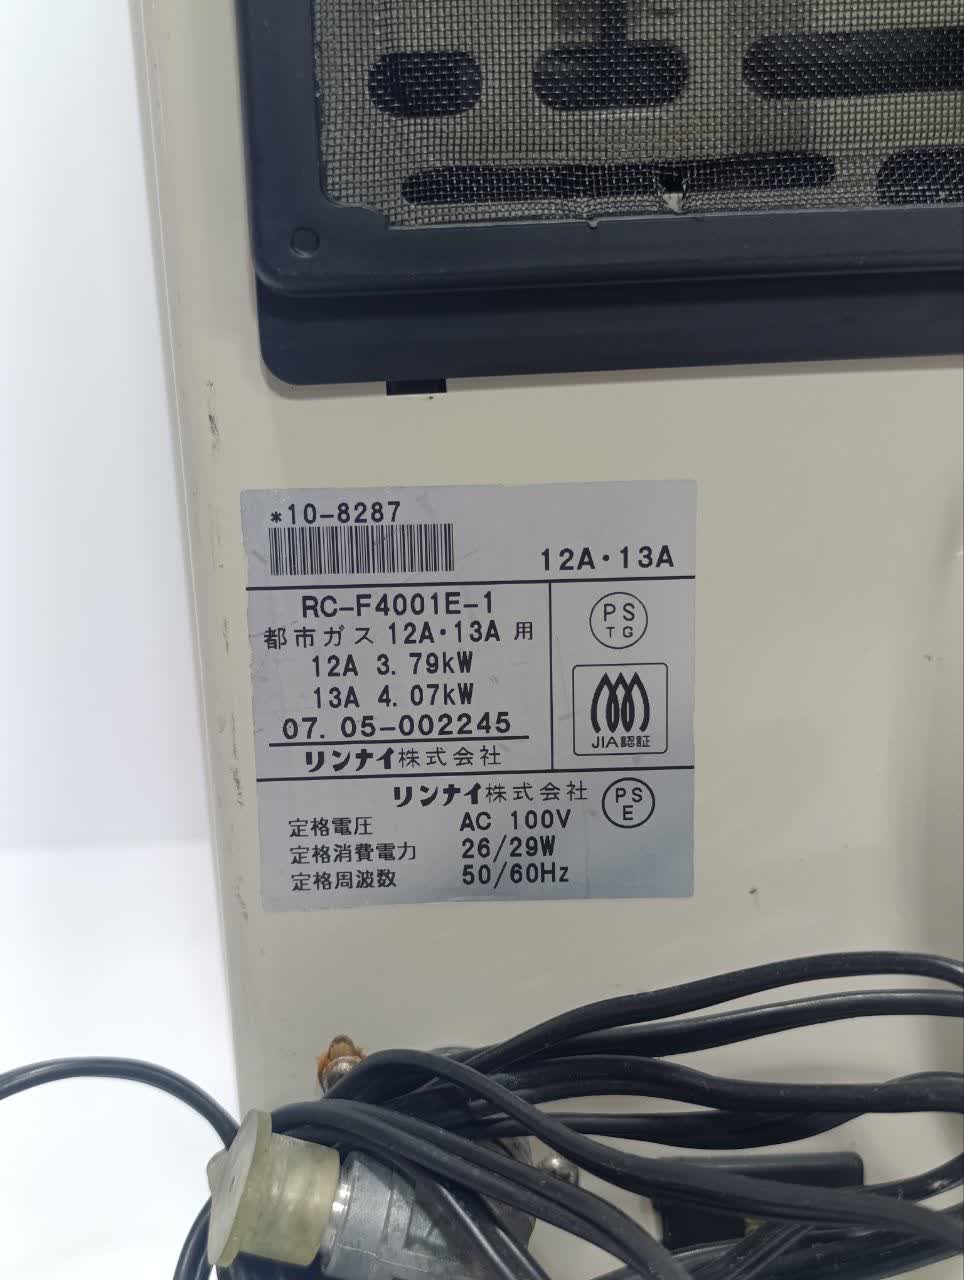 *10-8287
12A・13A
RC-F4001E-1
都市ガス 12A・13A 用
12A 3.79kW
13A 4.07kW
07.05-002245
リンナイ株式会社
PS
TG
JIA認証
リンナイ株式会社
PS
E
定格電圧 AC 100V
定格消費電力 26/29W
定格周波数 50/60Hz